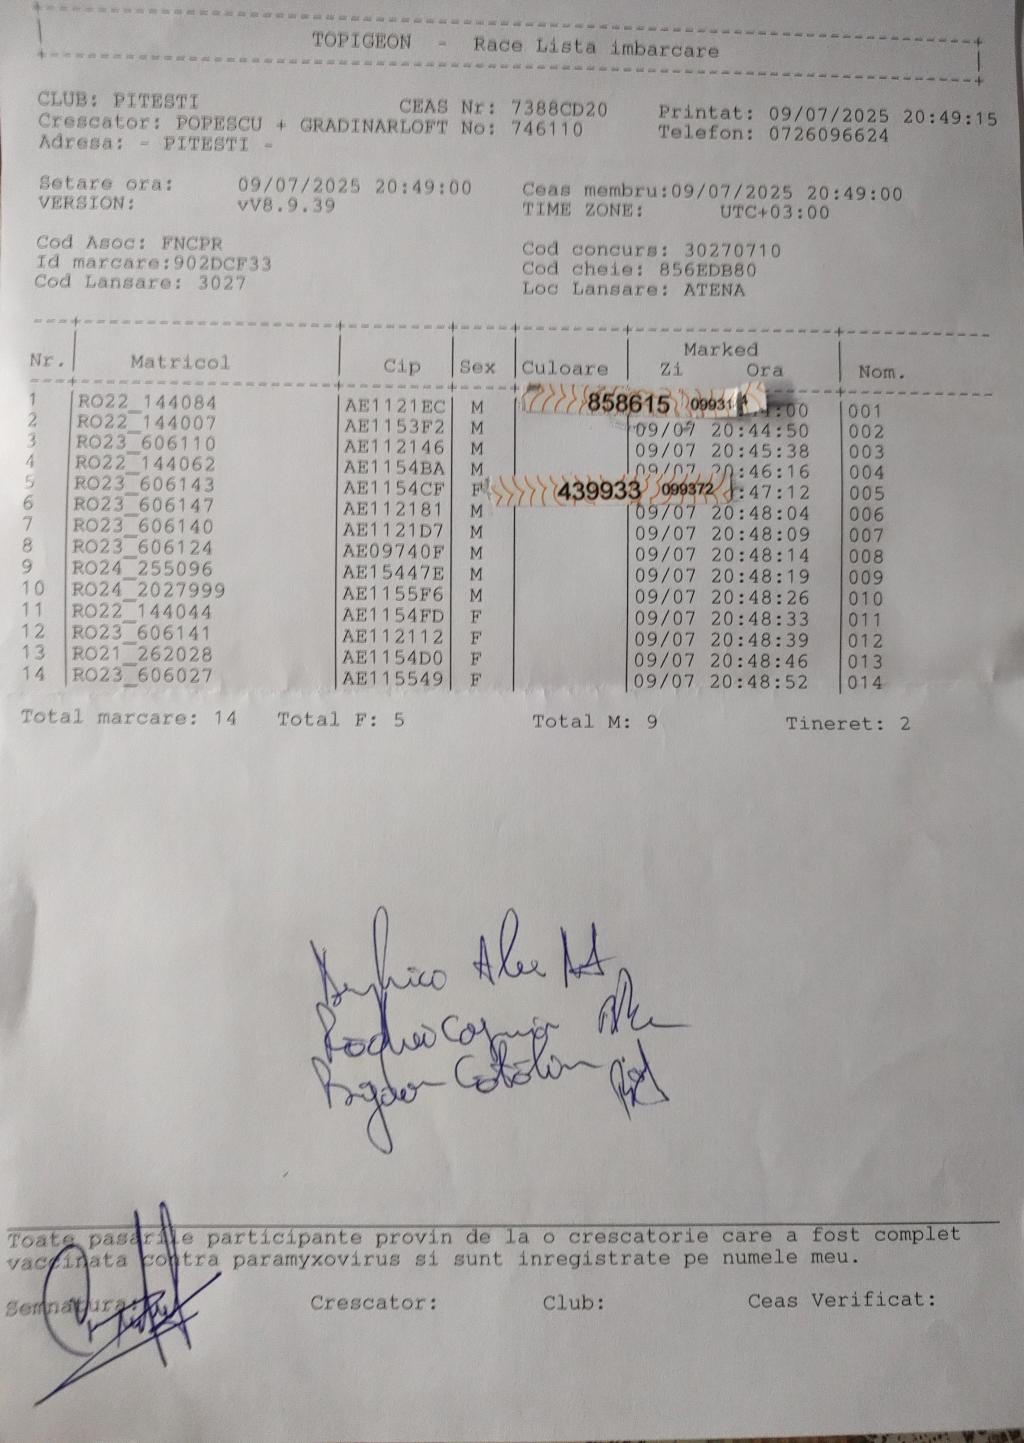 TOPIGEON - Race Lista imbarcare
CLUB: PITESTI CEAS Nr: 7388CD20 Printat: 09/07/2025 20:49:15
Crescator: POPESCU + GRADINARLOFT No: 746110 Telefon: 0726096624
Adresa: - PITESTI -
Setare ora: 09/07/2025 20:49:00 Ceas membru:09/07/2025 20:49:00
VERSION: vV8.9.39 TIME ZONE: UTC+03:00
Cod Asoc: FNCPR Cod concurs: 30270710
Id marcare:902DCF33 Cod cheie: 856EDB80
Cod Lansare: 3027 Loc Lansare: ATENA
Marked
Nr. Matricol Cip Sex Culoare Zi Ora Nom.
1 RO22_144084 AE1121EC M 858615 :00 001
2 RO22_144007 AE1153F2 M 09/07 20:44:50 002
3 RO23_606110 AE112146 M 09/07 20:45:38 003
4 RO22_144062 AE1154BA M 09/07 20:46:16 004
5 RO23_606143 AE1154CF F 439933 099372 :47:12 005
6 RO23_606147 AE112181 M 09/07 20:48:04 006
7 RO23_606140 AE1121D7 M 09/07 20:48:09 007
8 RO23_606124 AE09740F M 09/07 20:48:14 008
9 RO24_255096 AE15447E M 09/07 20:48:19 009
10 RO24_2027999 AE1155F6 M 09/07 20:48:26 010
11 RO22_144044 AE1154FD F 09/07 20:48:33 011
12 RO23_606141 AE112112 F 09/07 20:48:39 012
13 RO21_262028 AE1154D0 F 09/07 20:48:46 013
14 RO23_606027 AE115549 F 09/07 20:48:52 014
Total marcare: 14 Total F: 5 Total M: 9 Tineret: 2
Toate pasarile participante provin de la o crescatorie care a fost complet
vaccinata contra paramyxovirus si sunt inregistrate pe numele meu.
Semnatura: Crescator: Club: Ceas Verificat: